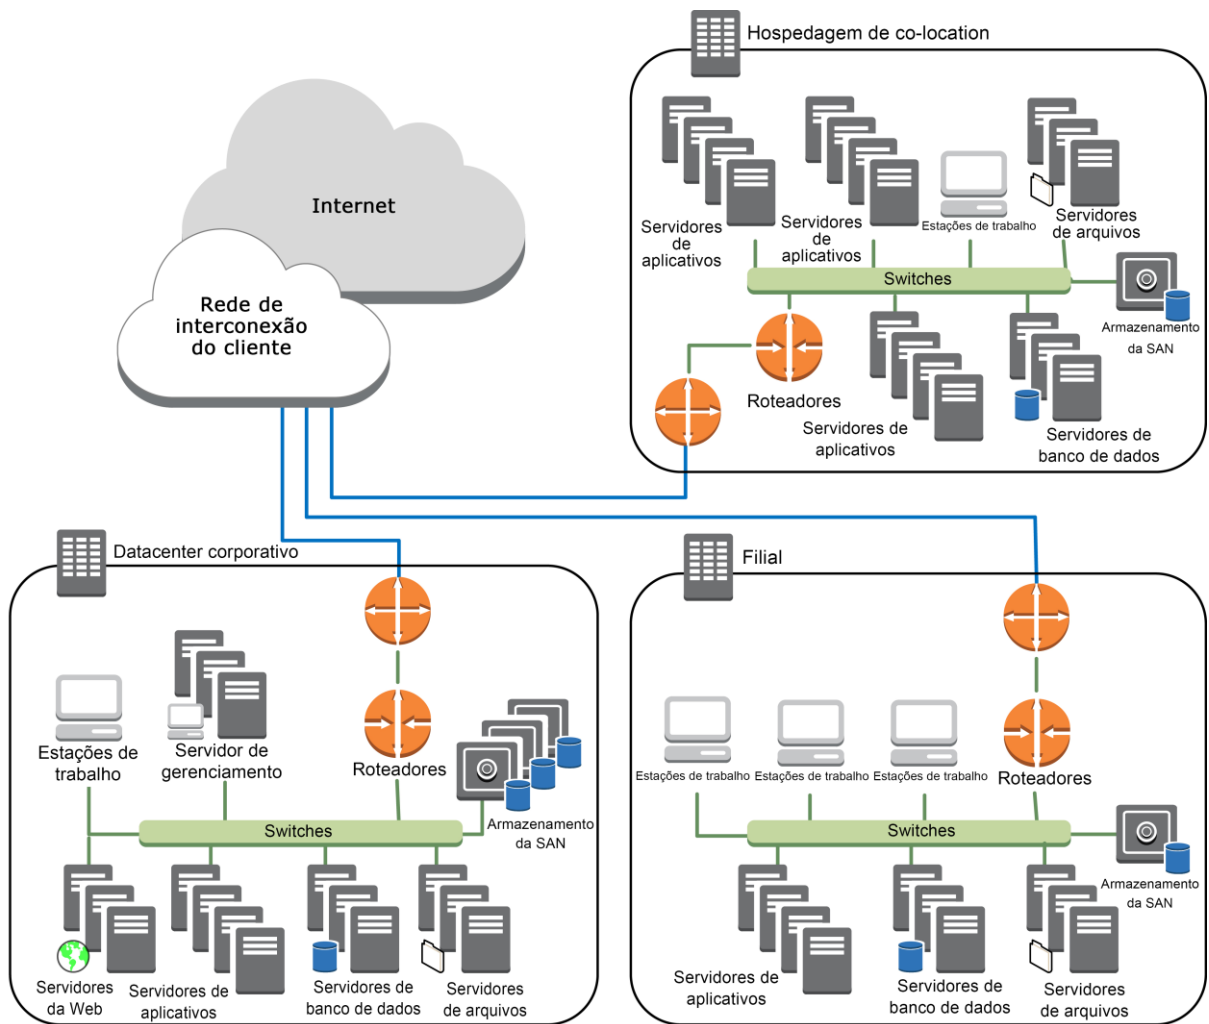 Hospedagem de co-location
Internet
Rede de
interconexão
do cliente
Servidores
de
aplicativos
Servidores
de
aplicativos
Estações de trabalho
Servidores
de arquivos
Switches
Armazenamento
da SAN
Roteadores
Servidores de
aplicativos
Servidores de
banco de dados
Datacenter corporativo
Estações de
trabalho
Servidor de
gerenciamento
Roteadores
Switches
Armazenamento
da SAN
Servidores
da Web
Servidores de
aplicativos
Servidores de
banco de dados
Servidores
de arquivos
Filial
Estações de trabalho
Estações de trabalho
Estações de trabalho
Roteadores
Switches
Armazenamento
da SAN
Servidores de
aplicativos
Servidores de
banco de dados
Servidores
de arquivos